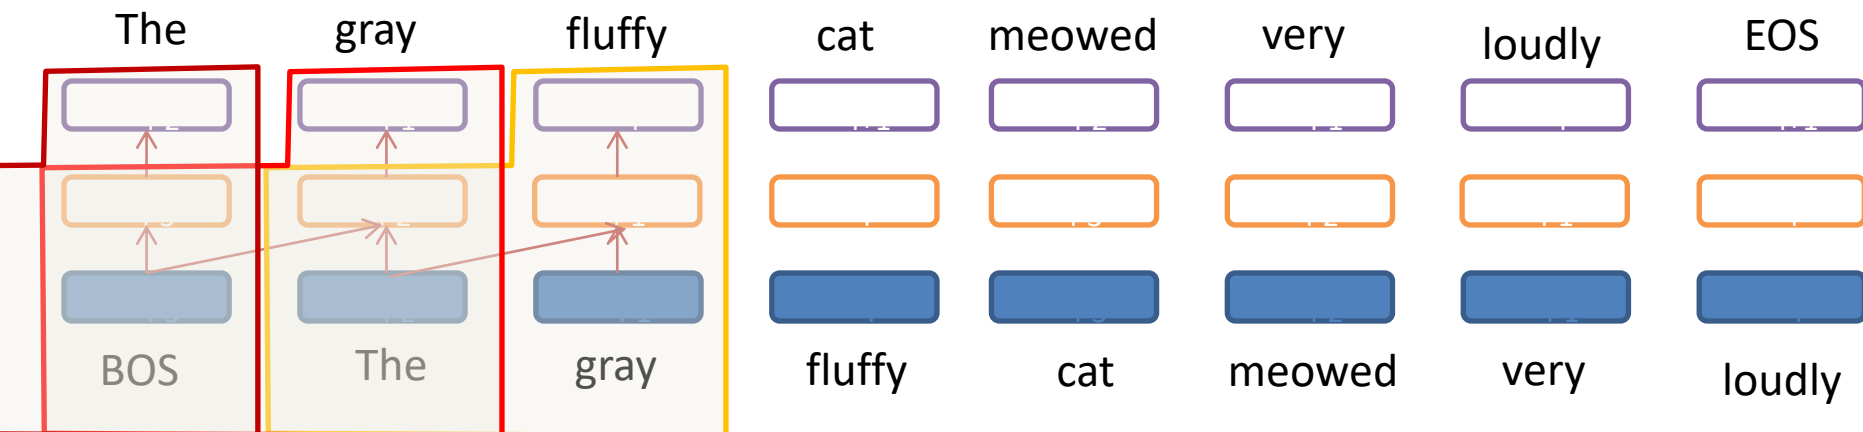 The gray fluffy cat meowed very loudly EOS
BOS The gray fluffy cat meowed very loudly